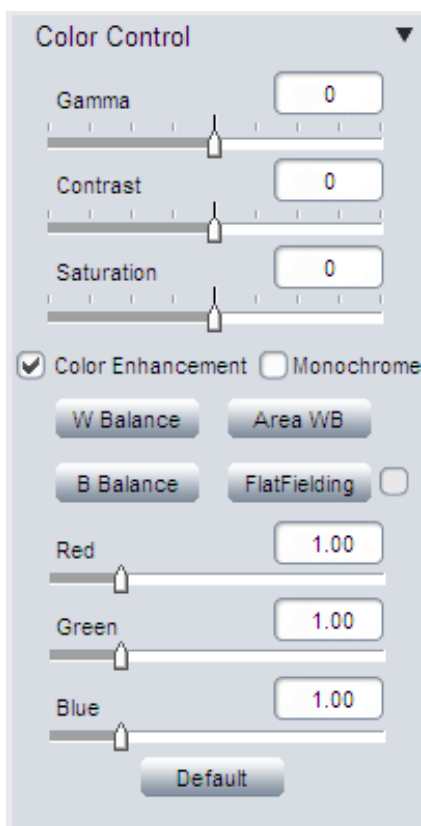 Color Control
Gamma 0
Contrast 0
Saturation 0
Color Enhancement Monochrome
W Balance Area WB
B Balance FlatFielding
Red 1.00
Green 1.00
Blue 1.00
Default